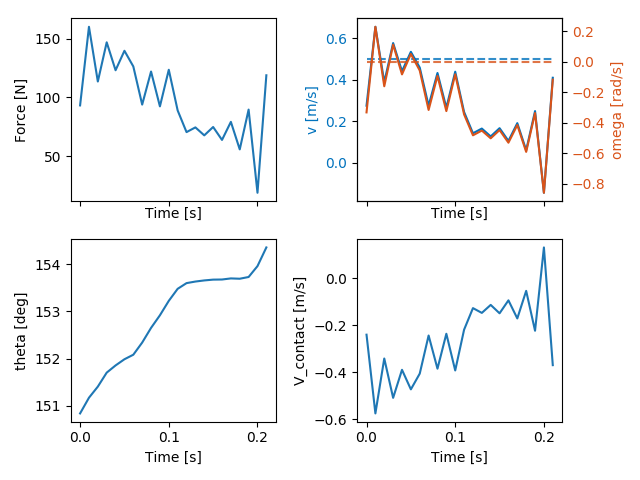 150
100
50
Force [N]
Time [s]
0.6
0.4
0.2
0.0
v [m/s]
0.2
0.0
−0.2
−0.4
−0.6
−0.8
omega [rad/s]
Time [s]
154
153
152
151
theta [deg]
0.0 0.1 0.2
Time [s]
0.0
−0.2
−0.4
−0.6
V_contact [m/s]
0.0 0.1 0.2
Time [s]